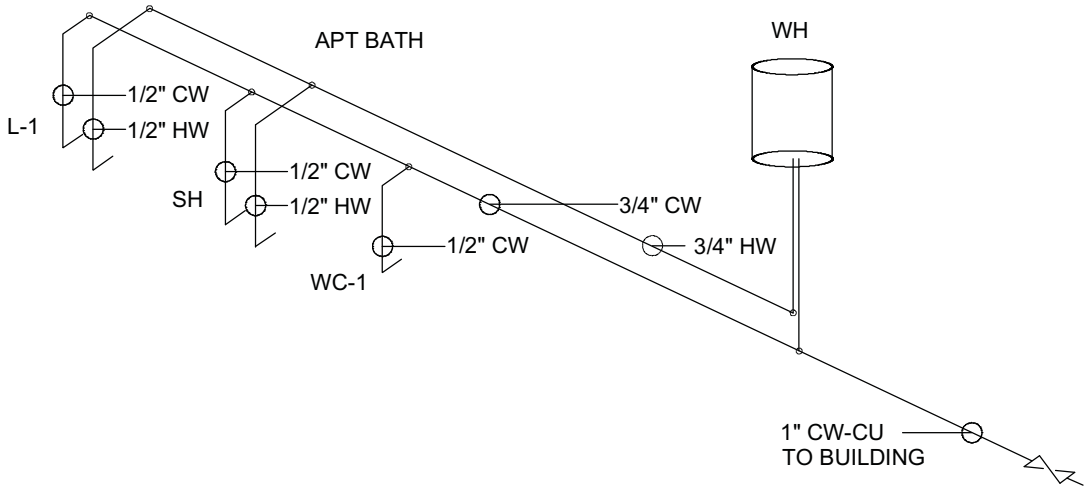 APT BATH
WH
1/2" CW
L-1
1/2" HW
1/2" CW
SH
1/2" HW
3/4" CW
1/2" CW
3/4" HW
WC-1
1" CW-CU
TO BUILDING